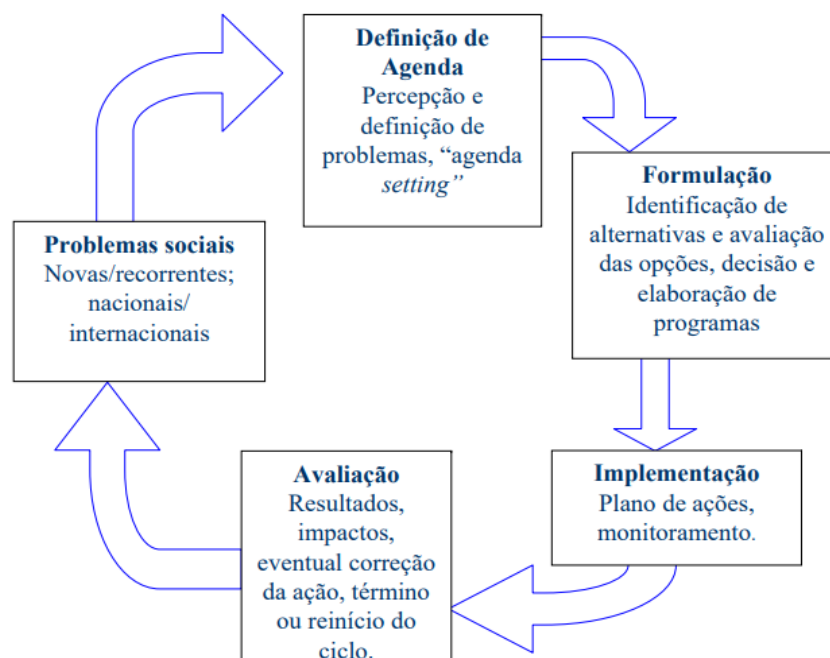 Definição de
Agenda
Percepção e
definição de
problemas, “agenda
setting”
Formulação
Identificação de
alternativas e avaliação
das opções, decisão e
elaboração de
programas
Problemas sociais
Novas/recorrentes;
nacionais/
internacionais
Implementação
Plano de ações,
monitoramento.
Avaliação
Resultados,
impactos,
eventual correção
da ação, término
ou reinício do
ciclo.